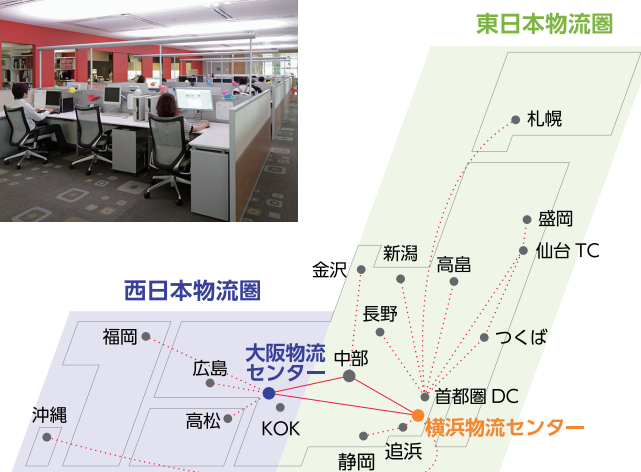 東日本物流圏
札幌
盛岡
仙台 TC
新潟
高畠
金沢
西日本物流圏
長野
福岡
つくば
大阪物流
センター
中部
広島
首都圏 DC
沖縄
高松
KOK
横浜物流センター
追浜
静岡